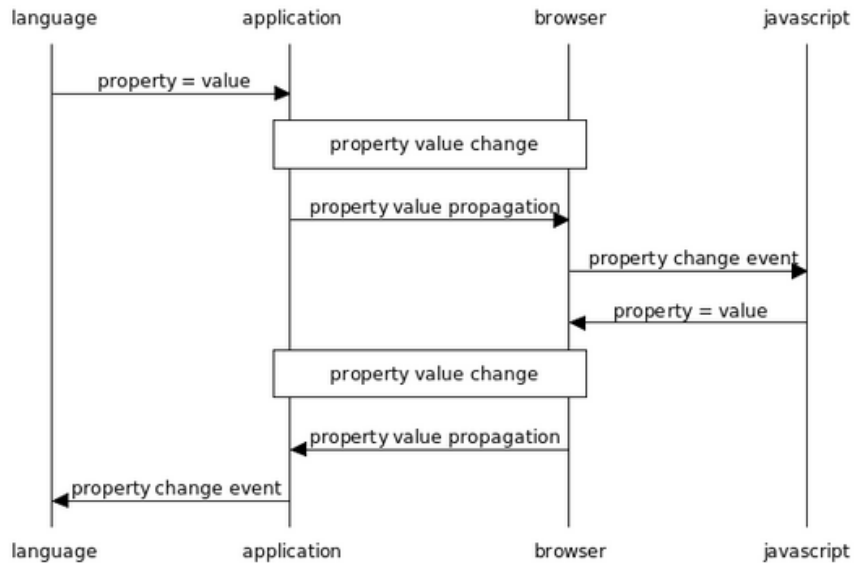 language application browser javascript
property = value
property value change
property value propagation
property change event
property = value
property value change
property value propagation
property change event
language application browser javascript